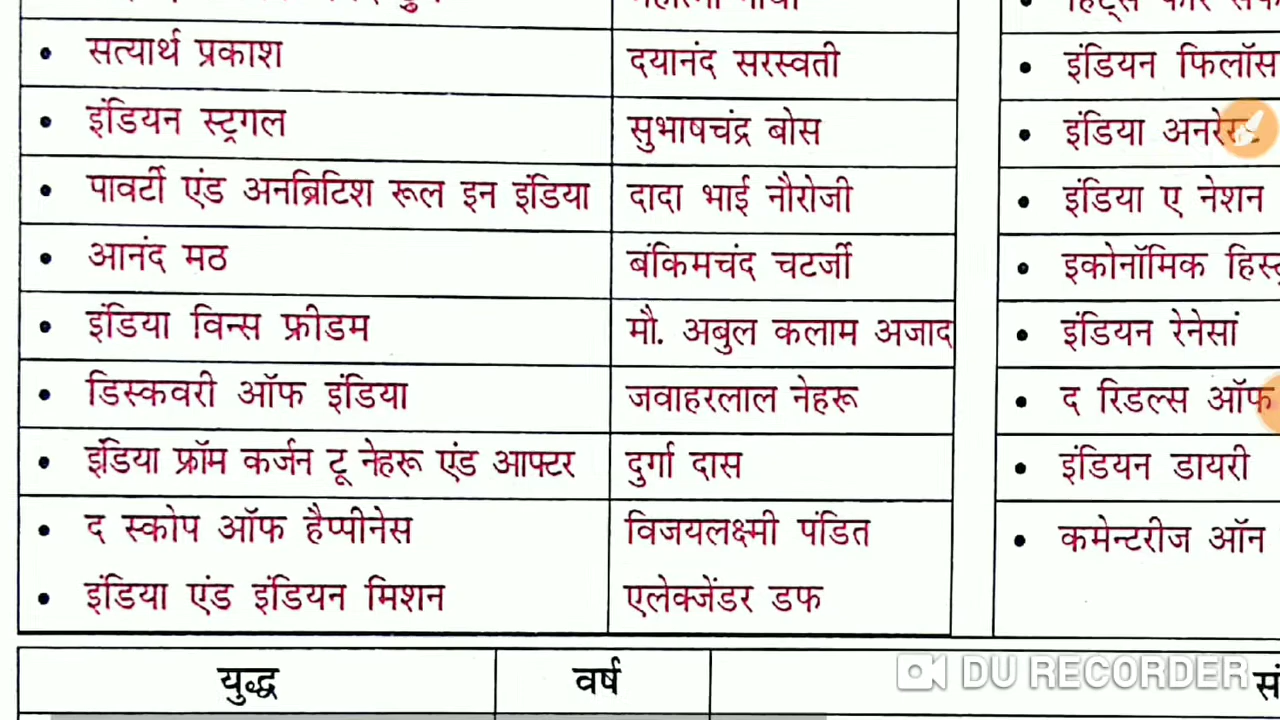 • सत्यार्थ प्रकाश दयानंद सरस्वती • इंडियन
• इंडियन स्ट्रगल सुभाषचंद्र बोस • इंडिया
• पावर्टी एंड अनब्रिटिश रूल इन इंडिया दादा भाई नौरोजी • इंडिया ए नेशन
• आनंद मठ बंकिमचंद चटर्जी • इकोनॉमिक
• इंडिया विन्स फ्रीडम मौ. अबुल कलाम अजाद • इंडियन रेनेसां
• डिस्कवरी ऑफ इंडिया जवाहरलाल नेहरू • द रिडल्स ऑफ
• इंडिया फ्रॉम कर्जन टू नेहरू एंड आफ्टर दुर्गा दास • इंडियन डायरी
• द स्कोप ऑफ हैप्पीनेस विजयलक्ष्मी पंडित • कमेन्टरीज ऑन
• इंडिया एंड इंडियन मिशन एलेक्जेंडर डफ
युद्ध वर्ष
DU RECORDER